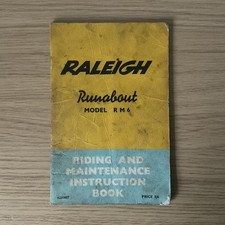 RALEIGH
Runabout
MODEL RM6
RIDING AND
MAINTENANCE
INSTRUCTION
BOOK